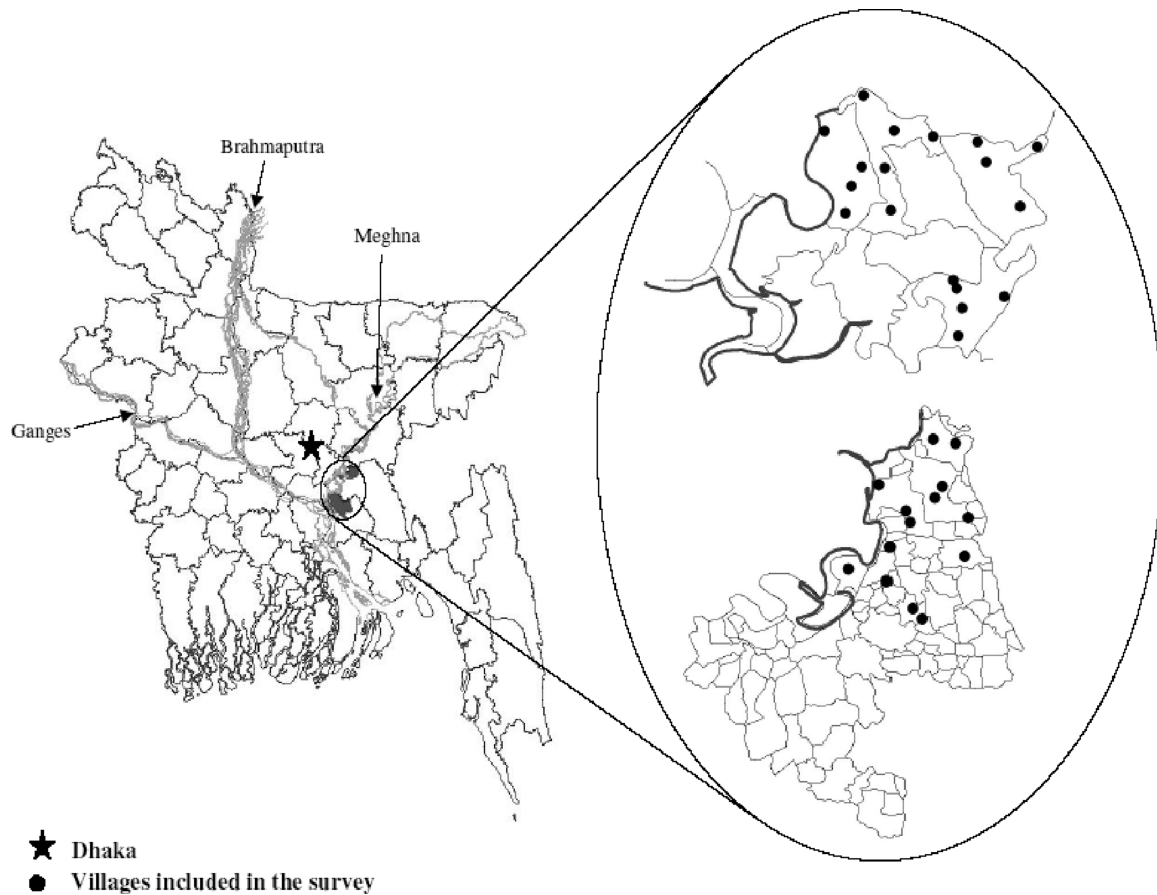 Brahmaputra
Meghna
Ganges
Dhaka
Villages included in the survey